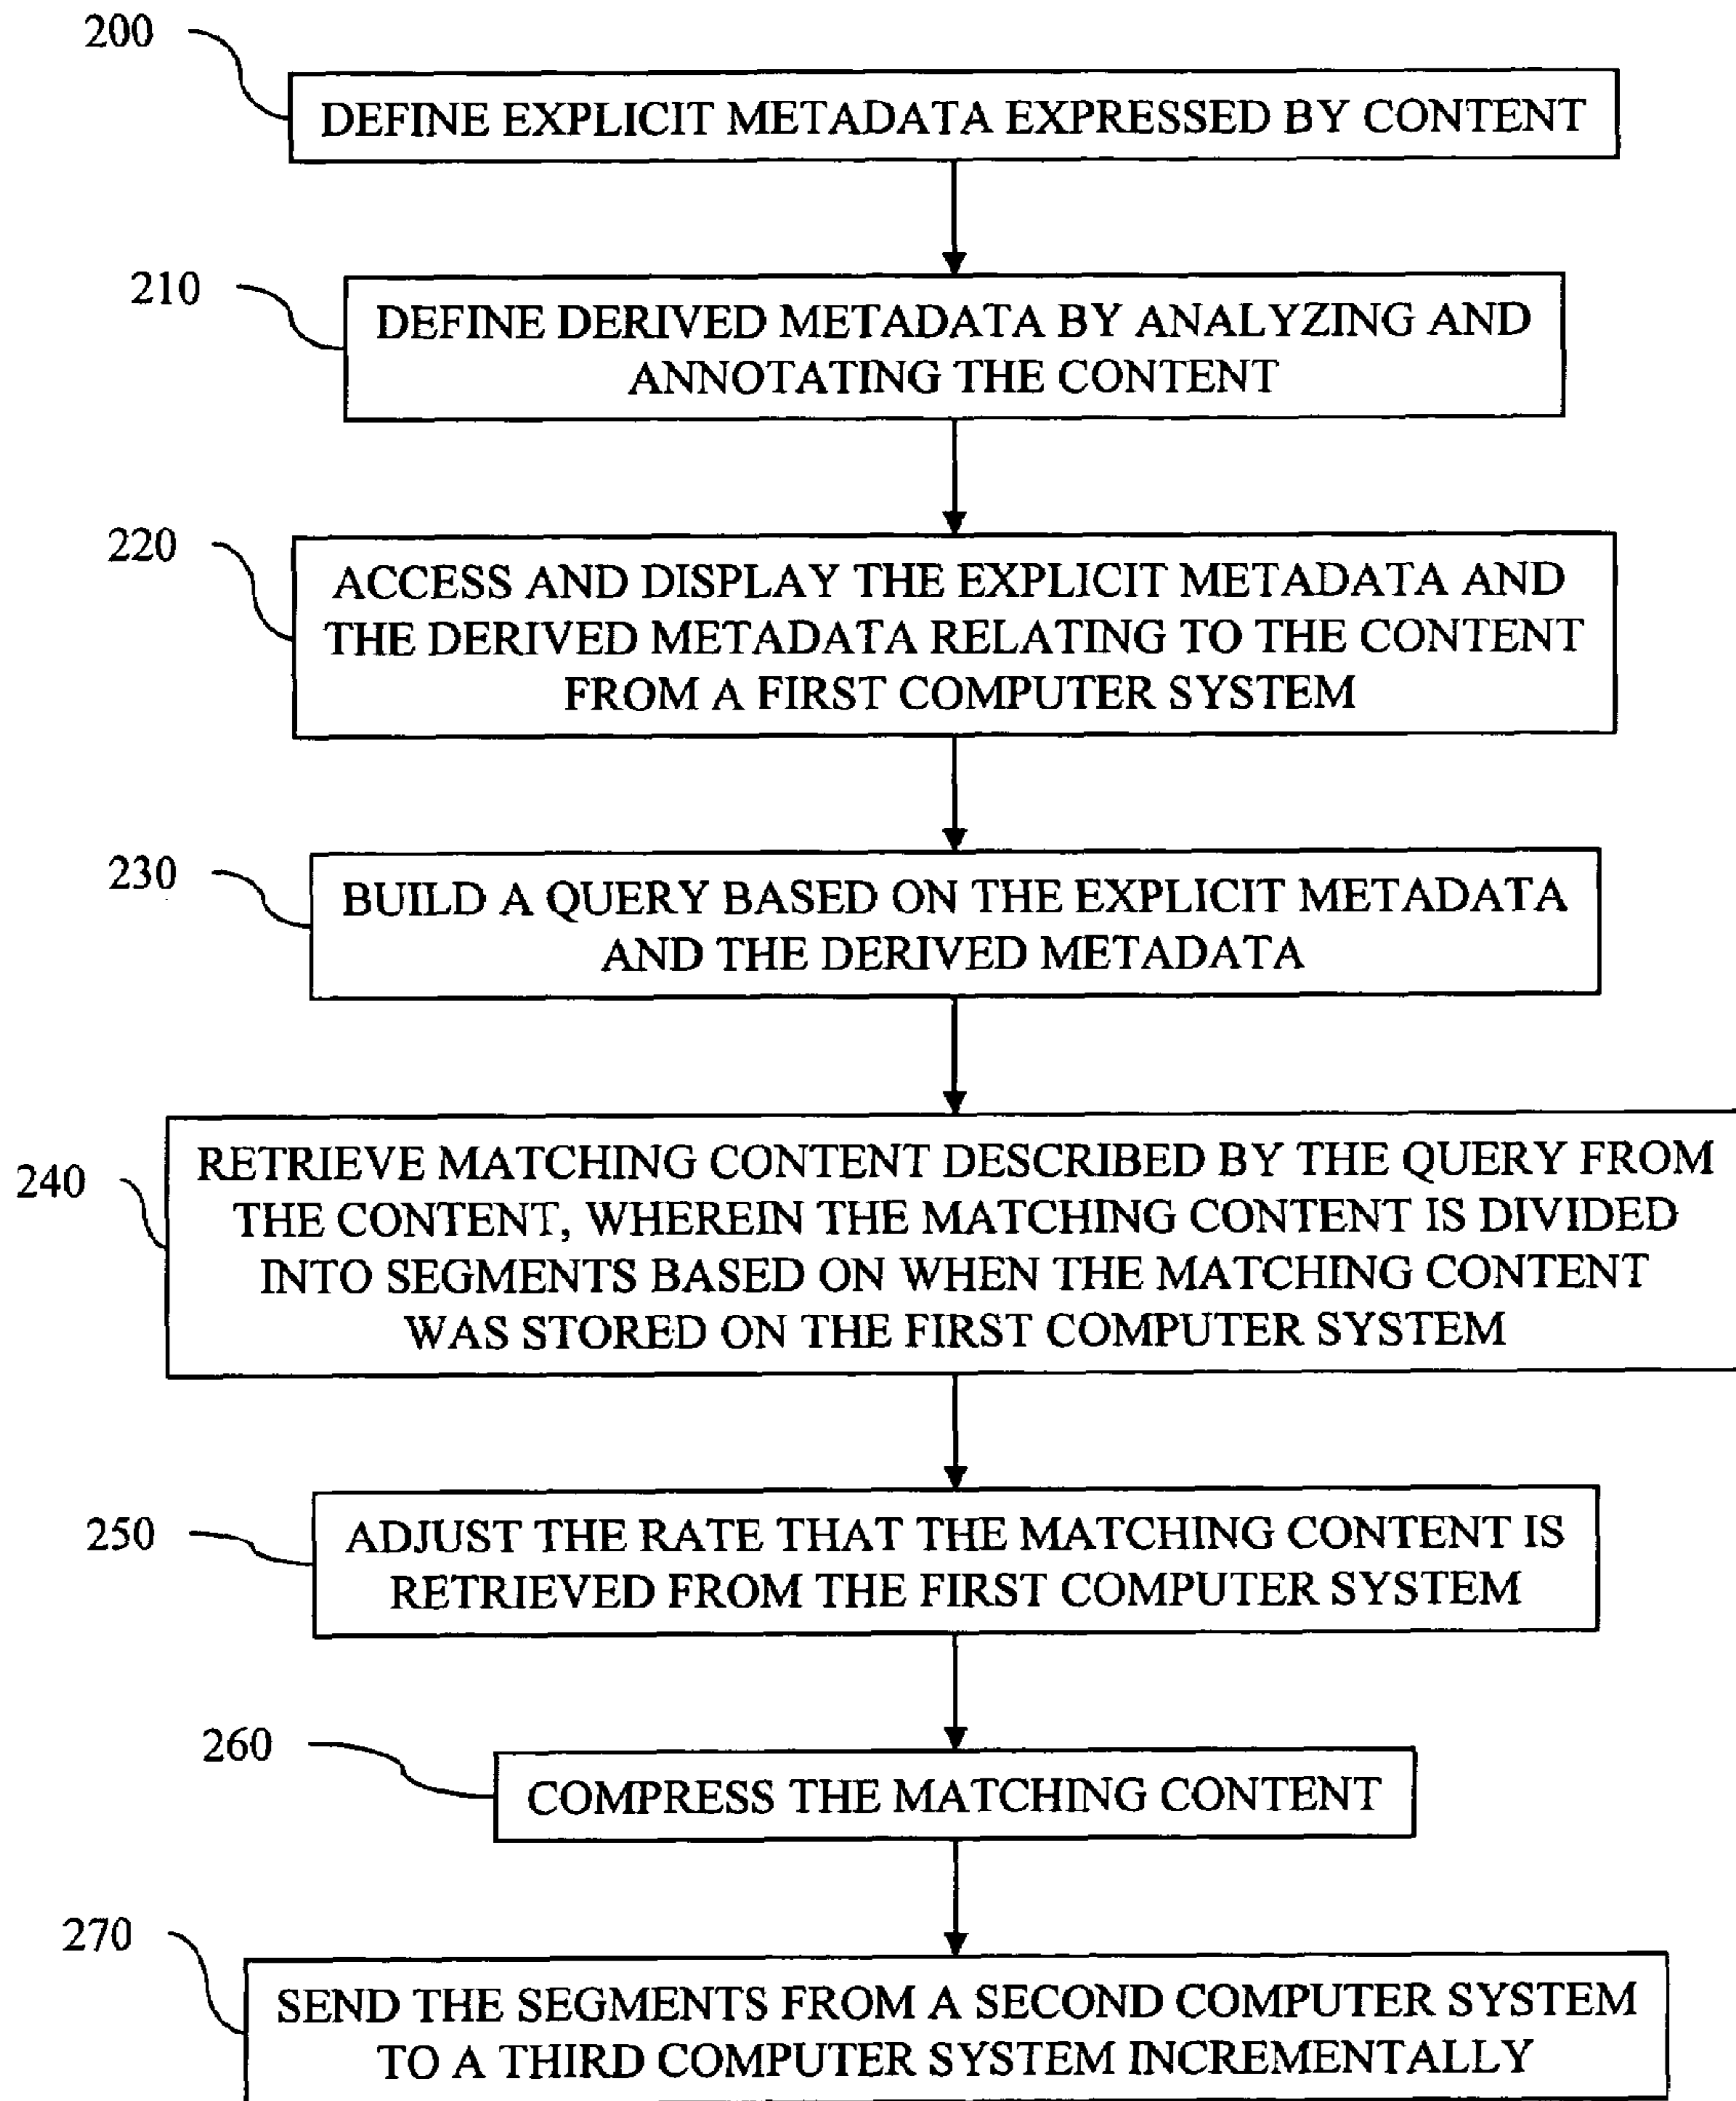 200
DEFINE EXPLICIT METADATA EXPRESSED BY CONTENT
210
DEFINE DERIVED METADATA BY ANALYZING AND
ANNOTATING THE CONTENT
220
ACCESS AND DISPLAY THE EXPLICIT METADATA AND
THE DERIVED METADATA RELATING TO THE CONTENT
FROM A FIRST COMPUTER SYSTEM
230
BUILD A QUERY BASED ON THE EXPLICIT METADATA
AND THE DERIVED METADATA
240
RETRIEVE MATCHING CONTENT DESCRIBED BY THE QUERY FROM
THE CONTENT, WHEREIN THE MATCHING CONTENT IS DIVIDED
INTO SEGMENTS BASED ON WHEN THE MATCHING CONTENT
WAS STORED ON THE FIRST COMPUTER SYSTEM
250
ADJUST THE RATE THAT THE MATCHING CONTENT IS
RETRIEVED FROM THE FIRST COMPUTER SYSTEM
260
COMPRESS THE MATCHING CONTENT
270
SEND THE SEGMENTS FROM A SECOND COMPUTER SYSTEM
TO A THIRD COMPUTER SYSTEM INCREMENTALLY